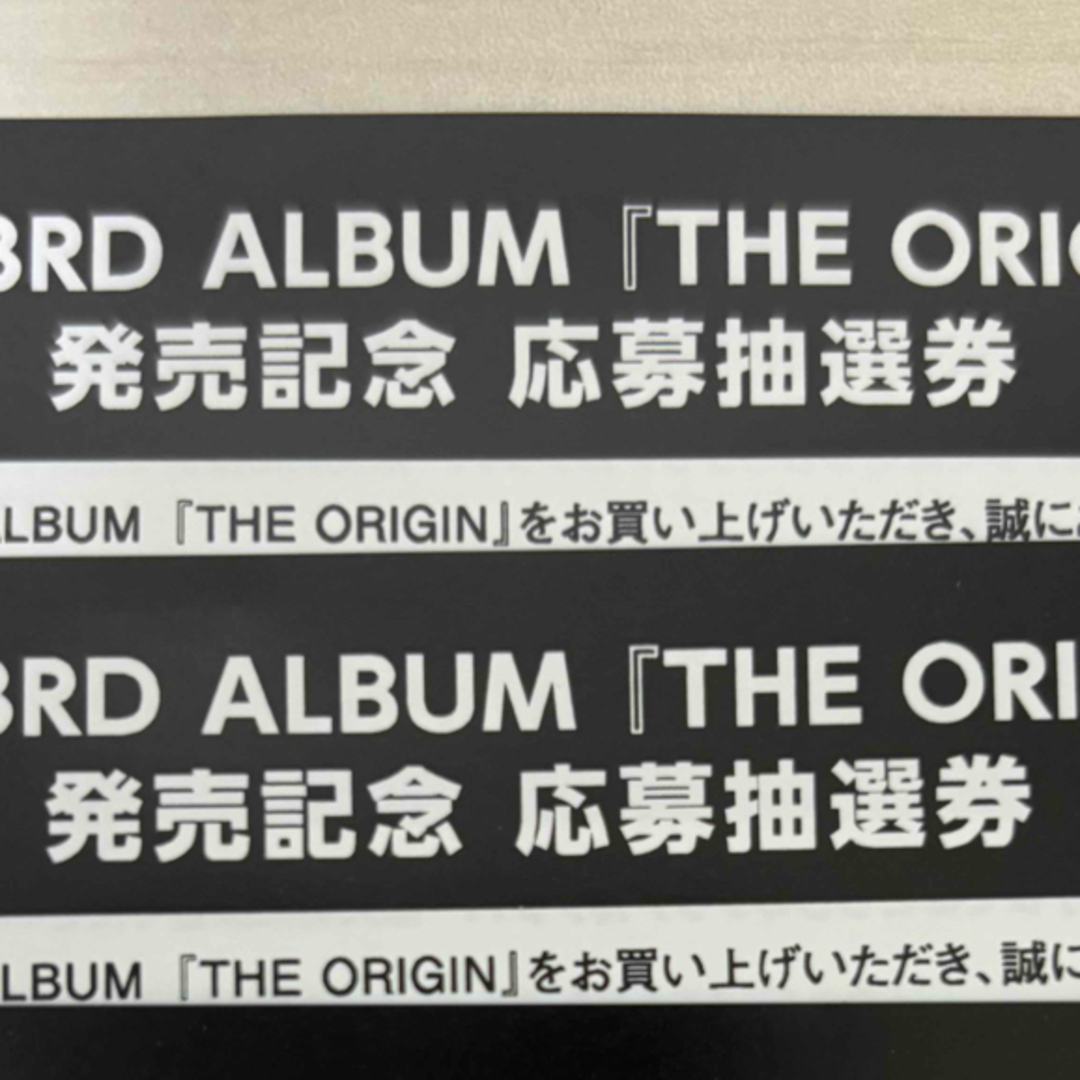 3RD ALBUM 『THE ORIG
発売記念 応募抽選券
ALBUM 『THE ORIGIN』をお買い上げいただき、誠に
3RD ALBUM 『THE ORI
発売記念 応募抽選券
LBUM 『THE ORIGIN』をお買い上げいただき、誠に